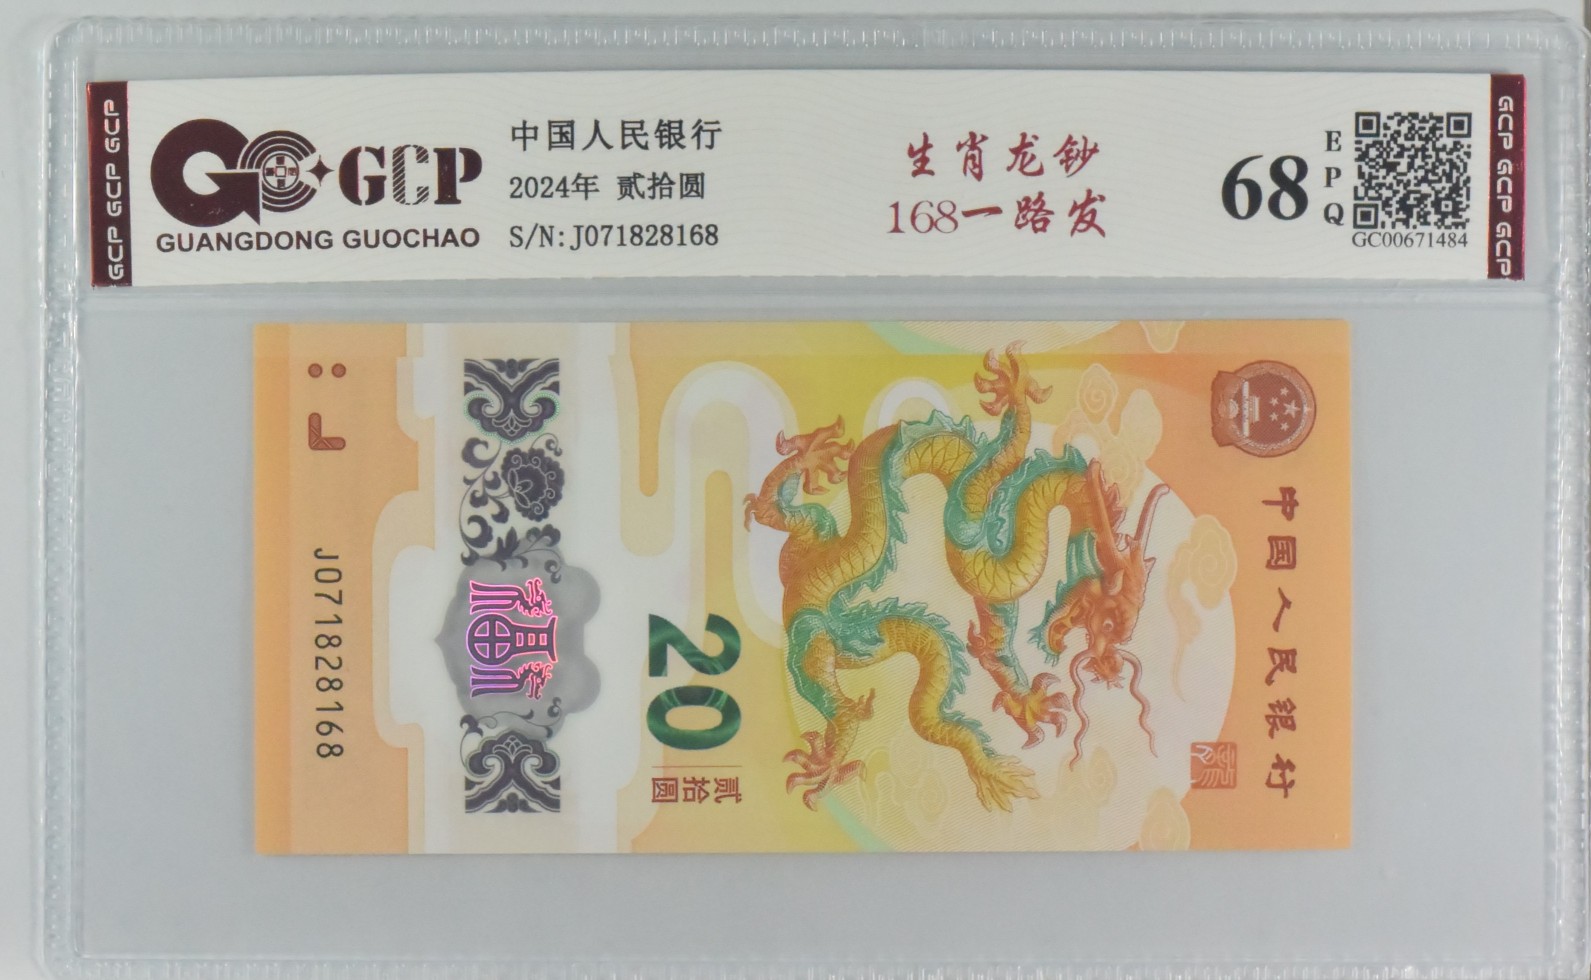 GCP GCP GCP
GCP
GUANGDONG GUOCHAO
中国人民银行
2024年 贰拾圆
S/N:J071828168
生肖龙钞
168一路发
68
EPQ
GC00671484
GCP GCP GCP
中国人民银行
20
贰拾圆
J071828168